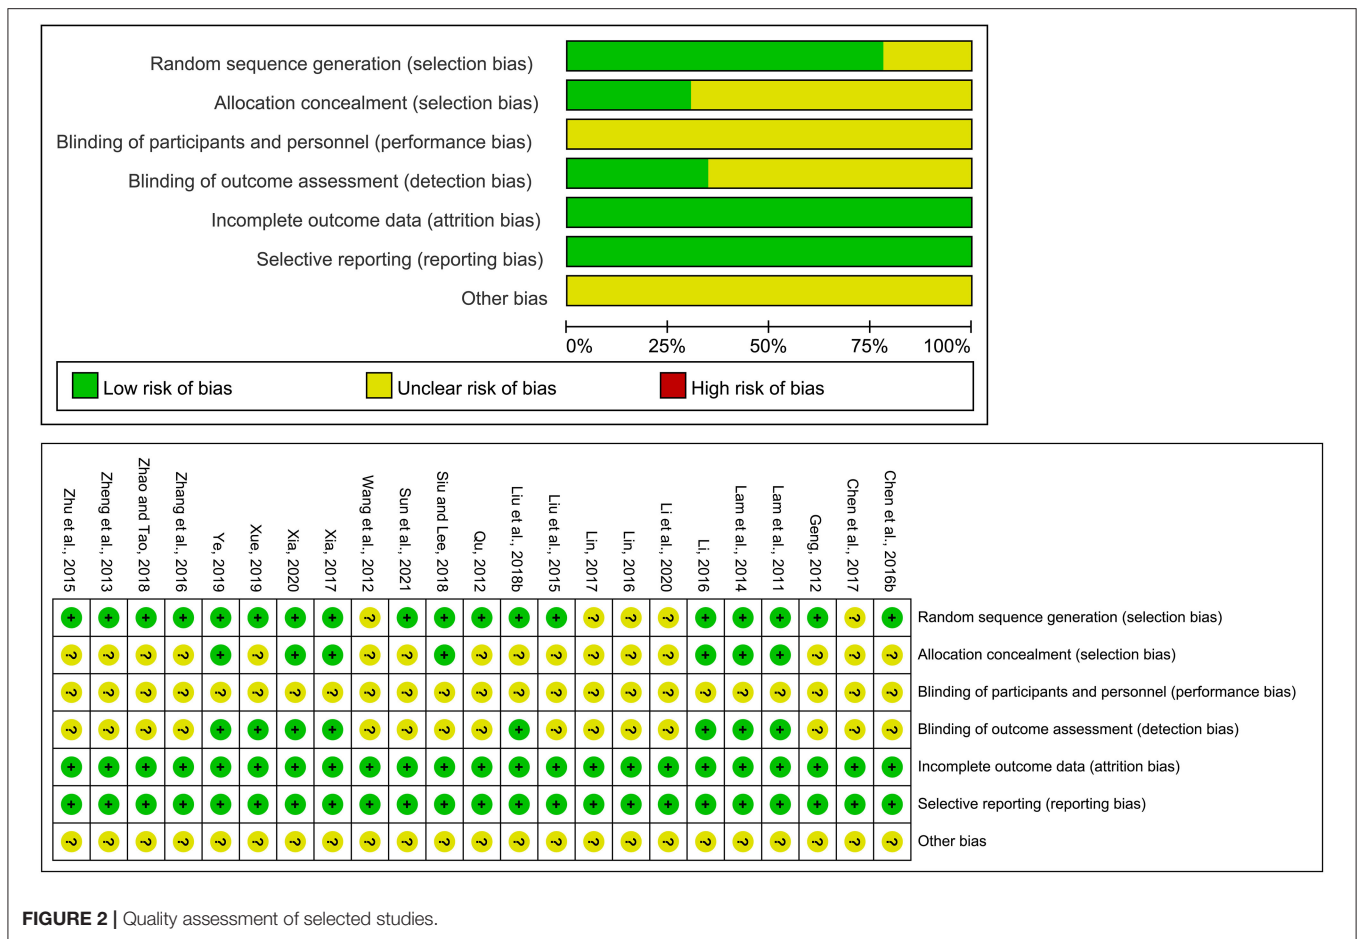 Random sequence generation (selection bias)
Allocation concealment (selection bias)
Blinding of participants and personnel (performance bias)
Blinding of outcome assessment (detection bias)
Incomplete outcome data (attrition bias)
Selective reporting (reporting bias)
Other bias
0% 25% 50% 75% 100%
Low risk of bias Unclear risk of bias High risk of bias
Zhu et al., 2015
Zheng et al., 2013
Zhao and Tao, 2018
Zhang et al., 2016
Ye, 2019
Xue, 2019
Xia, 2020
Xia, 2017
Wang et al., 2012
Sun et al., 2021
Siu and Lee, 2018
Qu, 2012
Liu et al., 2018b
Liu et al., 2015
Lin, 2017
Lin, 2016
Li et al., 2020
Li, 2016
Lam et al., 2014
Lam et al., 2011
Geng, 2012
Chen et al., 2017
Chen et al., 2016b
+ + + + + + + + ? + + + + + ? ? ? + + + + ? + Random sequence generation (selection bias)
? ? ? ? + ? + + ? ? + ? ? ? ? ? ? + + + ? ? ? Allocation concealment (selection bias)
? ? ? ? ? ? ? ? ? ? ? ? ? ? ? ? ? ? ? ? ? ? ? Blinding of participants and personnel (performance bias)
? ? ? ? + + + + ? ? ? ? + ? ? ? ? + + + ? ? ? Blinding of outcome assessment (detection bias)
+ + + + + + + + + + + + + + + + + + + + + + + Incomplete outcome data (attrition bias)
+ + + + + + + + + + + + + + + + + + + + + + + Selective reporting (reporting bias)
? ? ? ? ? ? ? ? ? ? ? ? ? ? ? ? ? ? ? ? ? ? ? Other bias
FIGURE 2 | Quality assessment of selected studies.